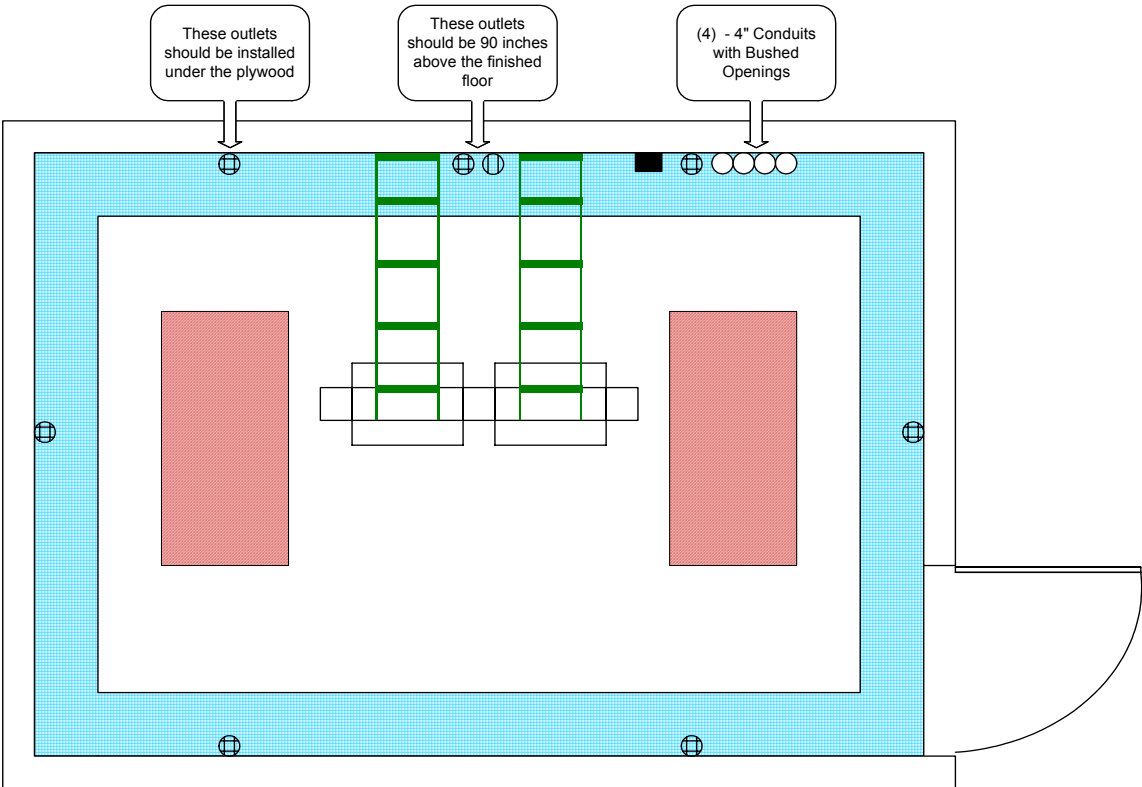 These outlets
should be installed
under the plywood
These outlets
should be 90 inches
above the finished
floor
(4) - 4" Conduits
with Bushed
Openings